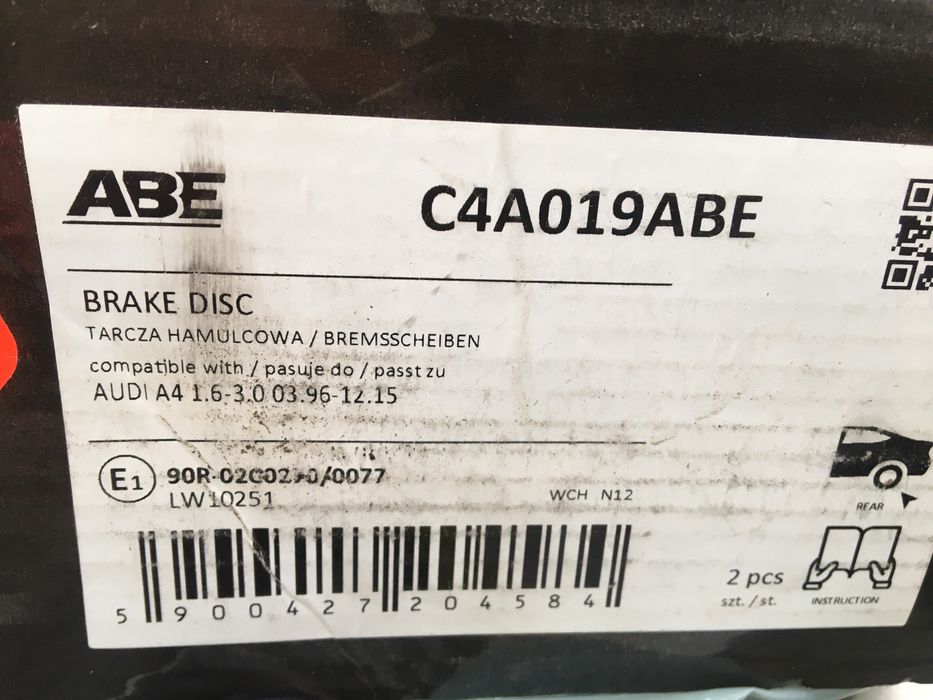 ABE
C4A019ABE
BRAKE DISC
TARCZA HAMULCOWA / BREMSSCHEIBEN
compatible with / pasuje do / passt zu
AUDI A4 1.6-3.0 03.96-12.15
E1
LW10251
WCH N12
REAR
2 pcs
szt. / st.
INSTRUCTION
5 900427 204584